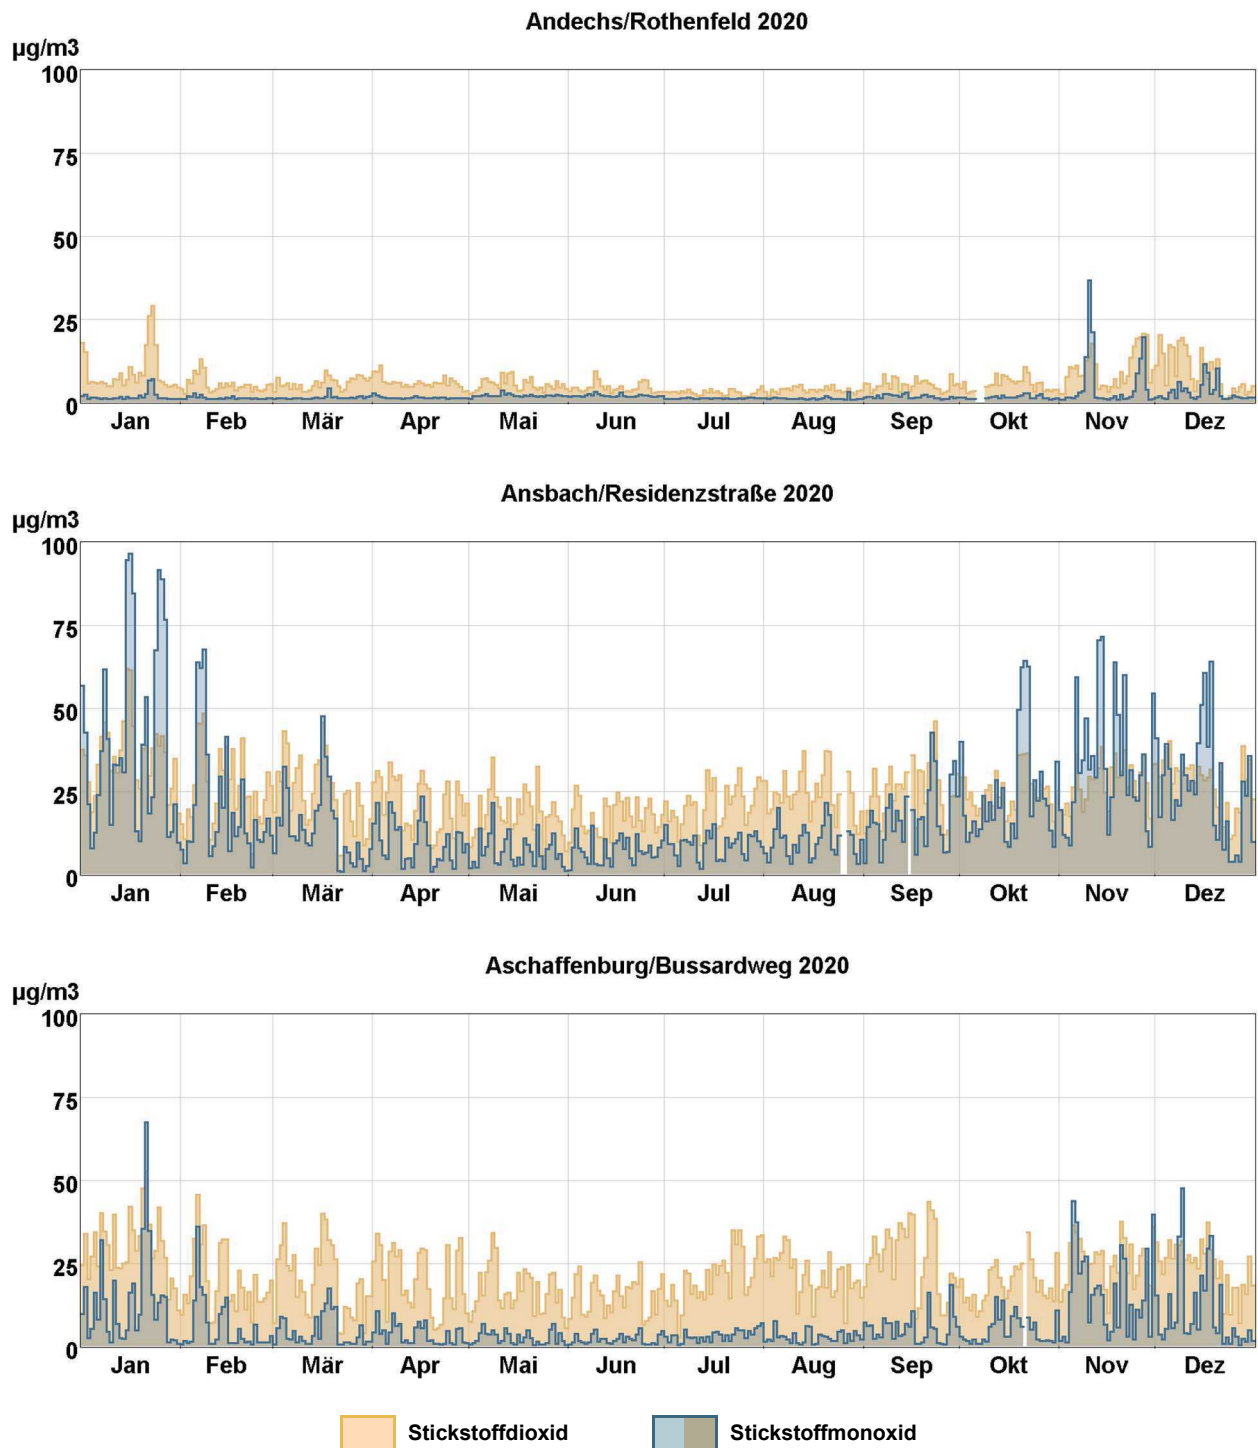 Andechs/Rothenfeld 2020
µg/m3
100
75
50
25
0
Jan Feb Mär Apr Mai Jun Jul Aug Sep Okt Nov Dez
Ansbach/Residenzstraße 2020
µg/m3
100
75
50
25
0
Jan Feb Mär Apr Mai Jun Jul Aug Sep Okt Nov Dez
Aschaffenburg/Bussardweg 2020
µg/m3
100
75
50
25
0
Jan Feb Mär Apr Mai Jun Jul Aug Sep Okt Nov Dez
Stickstoffdioxid Stickstoffmonoxid